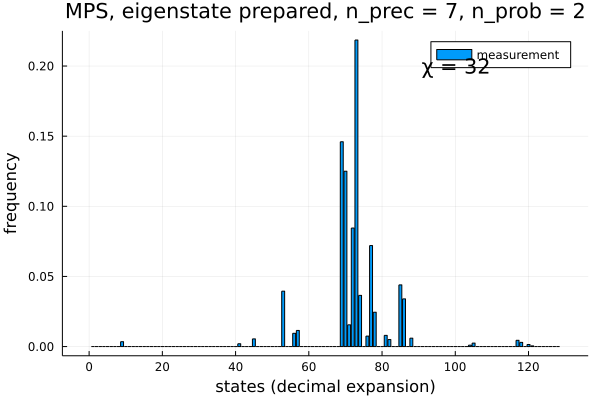 MPS, eigenstate prepared, n_prec = 7, n_prob = 2
measurement
χ = 32
0.20
0.15
0.10
0.05
0.00
frequency
0
20
40
60
80
100
120
states (decimal expansion)